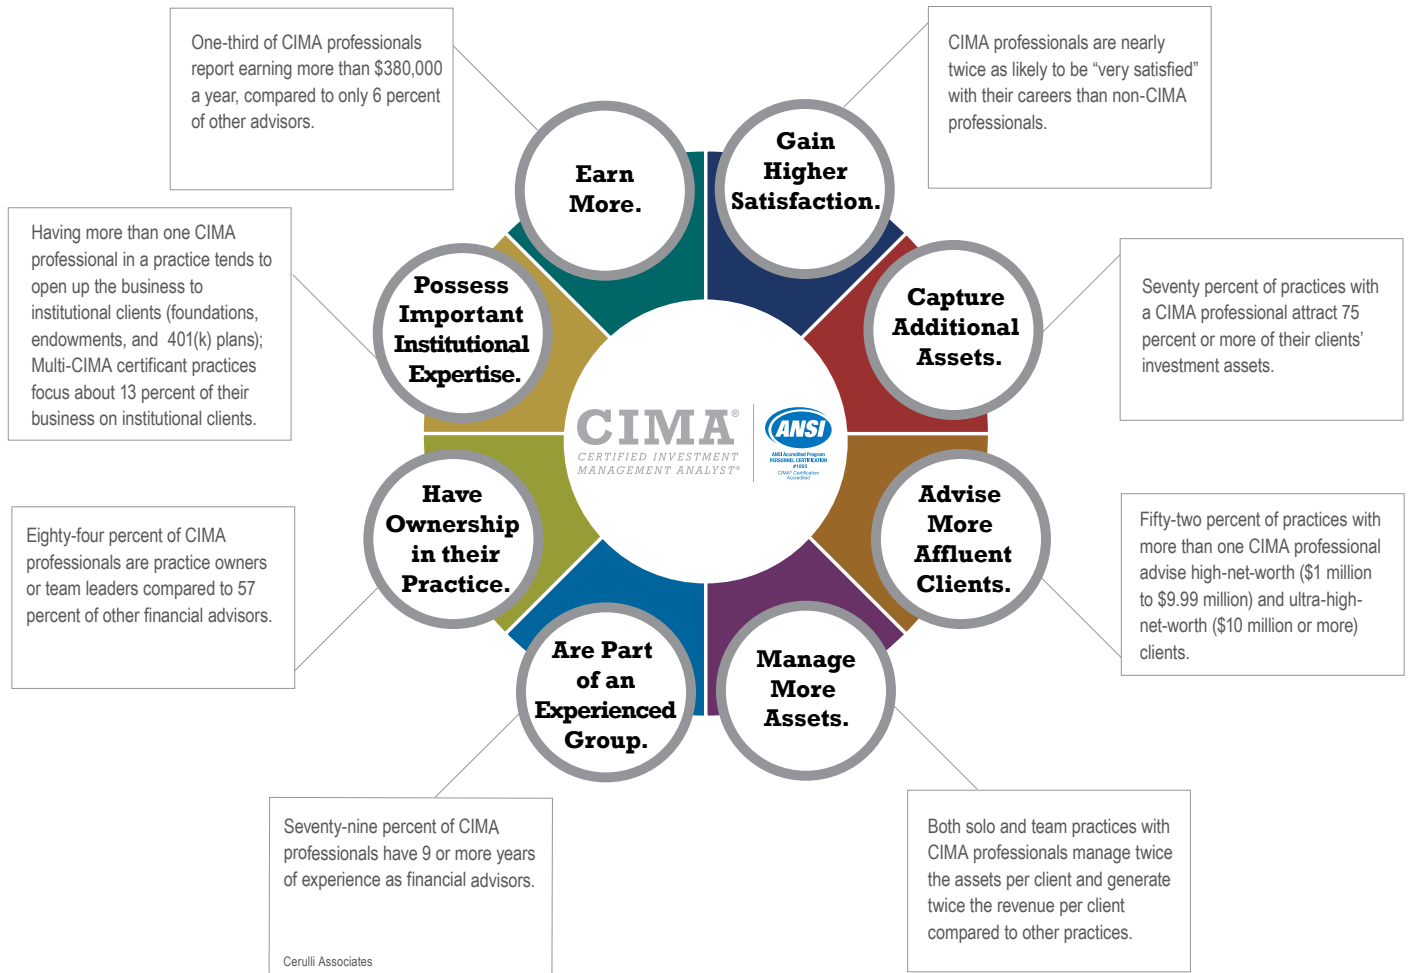 One-third of CIMA professionals
report earning more than $380,000
a year, compared to only 6 percent
of other advisors.
CIMA professionals are nearly
twice as likely to be “very satisfied”
with their careers than non-CIMA
professionals.
Earn
More.
Gain
Higher
Satisfaction.
Having more than one CIMA
professional in a practice tends to
open up the business to
institutional clients (foundations,
endowments, and 401(k) plans);
Multi-CIMA certificant practices
focus about 13 percent of their
business on institutional clients.
Possess
Important
Institutional
Expertise.
Capture
Additional
Assets.
Seventy percent of practices with
a CIMA professional attract 75
percent or more of their clients’
investment assets.
CIMA®
CERTIFIED INVESTMENT
MANAGEMENT ANALYST®
ANSI
ANSI Accredited Program
PERSONNEL CERTIFICATION
#1005
CIMA® Certification
Accredited
Eighty-four percent of CIMA
professionals are practice owners
or team leaders compared to 57
percent of other financial advisors.
Have
Ownership
in their
Practice.
Advise
More
Affluent
Clients.
Fifty-two percent of practices with
more than one CIMA professional
advise high-net-worth ($1 million
to $9.99 million) and ultra-high-
net-worth ($10 million or more)
clients.
Are Part
of an
Experienced
Group.
Manage
More
Assets.
Seventy-nine percent of CIMA
professionals have 9 or more years
of experience as financial advisors.
Cerulli Associates
Both solo and team practices with
CIMA professionals manage twice
the assets per client and generate
twice the revenue per client
compared to other practices.